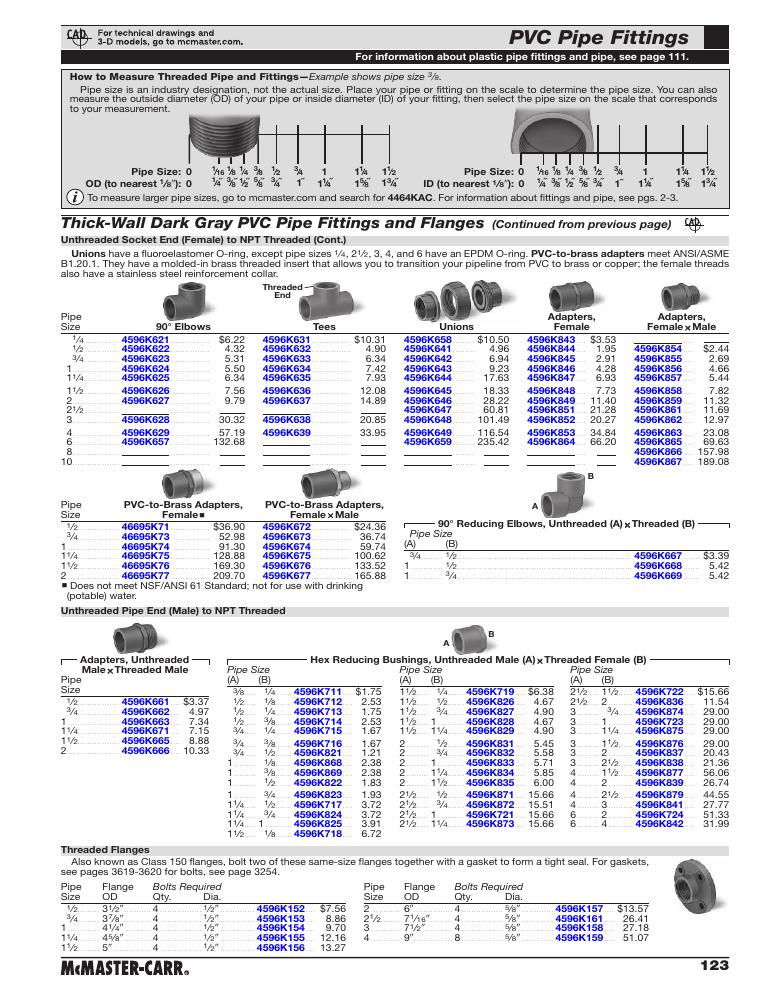 CAD For technical drawings and
3-D models, go to mcmaster.com.
PVC Pipe Fittings
For information about plastic pipe fittings and pipe, see page 111.
How to Measure Threaded Pipe and Fittings—Example shows pipe size 3/8.
Pipe size is an industry designation, not the actual size. Place your pipe or fitting on the scale to determine the pipe size. You can also
measure the outside diameter (OD) of your pipe or inside diameter (ID) of your fitting, then select the pipe size on the scale that corresponds
to your measurement.
Pipe Size: 0 1/16 1/8 1/4 3/8 1/2 3/4 1 1 1/4 1 1/2
OD (to nearest 1/8"): 0 1/4" 3/8" 1/2" 5/8" 3/4" 1" 1 1/4" 1 5/8" 1 3/4"
Pipe Size: 0 1/16 1/8 1/4 3/8 1/2 3/4 1 1 1/4 1 1/2
ID (to nearest 1/8"): 0 1/4" 3/8" 1/2" 5/8" 3/4" 1" 1 1/4" 1 5/8" 1 3/4"
i To measure larger pipe sizes, go to mcmaster.com and search for 4464KAC. For information about fittings and pipe, see pgs. 2-3.
Thick-Wall Dark Gray PVC Pipe Fittings and Flanges (Continued from previous page) CAD
Unthreaded Socket End (Female) to NPT Threaded (Cont.)
Unions have a fluoroelastomer O-ring, except pipe sizes 1/4, 2 1/2, 3, 4, and 6 have an EPDM O-ring. PVC-to-brass adapters meet ANSI/ASME
B1.20.1. They have a molded-in brass threaded insert that allows you to transition your pipeline from PVC to brass or copper; the female threads
also have a stainless steel reinforcement collar.
Threaded
End
Pipe
Size 90° Elbows Tees Unions Adapters, Female Adapters, Female x Male
1/4 4596K621 $6.22 4596K631 $10.31 4596K658 $10.50 4596K843 $3.53
1/2 4596K622 4.32 4596K632 4.90 4596K641 4.96 4596K844 1.95 4596K854 $2.44
3/4 4596K623 5.31 4596K633 6.34 4596K642 6.94 4596K845 2.91 4596K855 2.69
1 4596K624 5.50 4596K634 7.42 4596K643 9.23 4596K846 4.28 4596K856 4.66
1 1/4 4596K625 6.34 4596K635 7.93 4596K644 17.63 4596K847 6.93 4596K857 5.44
1 1/2 4596K626 7.56 4596K636 12.08 4596K645 18.33 4596K848 7.73 4596K858 7.82
2 4596K627 9.79 4596K637 14.89 4596K646 28.22 4596K849 11.40 4596K859 11.32
2 1/2 4596K647 60.81 4596K851 21.28 4596K861 11.69
3 4596K628 30.32 4596K638 20.85 4596K648 101.49 4596K852 20.27 4596K862 12.97
4 4596K629 57.19 4596K639 33.95 4596K649 116.54 4596K853 34.84 4596K863 23.08
6 4596K657 132.68 4596K659 235.42 4596K864 66.20 4596K865 69.63
8 4596K866 157.98
10 4596K867 189.08
Pipe
Size PVC-to-Brass Adapters, Female■ PVC-to-Brass Adapters, Female x Male
1/2 46695K71 $36.90 4596K672 $24.36
3/4 46695K73 52.98 4596K673 36.74
1 46695K74 91.30 4596K674 59.74
1 1/4 46695K75 128.88 4596K675 100.62
1 1/2 46695K76 169.30 4596K676 133.52
2 46695K77 209.70 4596K677 165.88
■ Does not meet NSF/ANSI 61 Standard; not for use with drinking
(potable) water.
A B
90° Reducing Elbows, Unthreaded (A) x Threaded (B)
Pipe Size
(A) (B)
3/4 1/2 4596K667 $3.39
1 1/2 4596K668 5.42
1 3/4 4596K669 5.42
Unthreaded Pipe End (Male) to NPT Threaded
Adapters, Unthreaded
Male x Threaded Male
Pipe
Size
1/2 4596K661 $3.37
3/4 4596K662 4.97
1 4596K663 7.34
1 1/4 4596K671 7.15
1 1/2 4596K665 8.88
2 4596K666 10.33
A B
Hex Reducing Bushings, Unthreaded Male (A) x Threaded Female (B)
Pipe Size
(A) (B)
3/8 1/4 4596K711 $1.75
1/2 1/8 4596K712 2.53
1/2 1/4 4596K713 1.75
1/2 3/8 4596K714 2.53
3/4 1/4 4596K715 1.67
3/4 3/8 4596K716 1.67
3/4 1/2 4596K821 1.21
1 1/8 4596K868 2.38
1 3/8 4596K869 2.38
1 1/2 4596K822 1.83
1 3/4 4596K823 1.93
1 1/4 1/2 4596K717 3.72
1 1/4 3/4 4596K824 3.72
1 1/4 1 4596K825 3.91
1 1/2 1/8 4596K718 6.72
Pipe Size
(A) (B)
1 1/2 1/4 4596K719 $6.38
1 1/2 1/2 4596K826 4.67
1 1/2 3/4 4596K827 4.90
1 1/2 1 4596K828 4.67
1 1/2 1 1/4 4596K829 4.90
2 1/2 4596K831 5.45
2 3/4 4596K832 5.58
2 1 4596K833 5.71
2 1 1/4 4596K834 5.85
2 1 1/2 4596K835 6.00
2 1/2 1/2 4596K871 15.66
2 1/2 3/4 4596K872 15.51
2 1/2 1 4596K721 15.66
2 1/2 1 1/4 4596K873 15.66
Pipe Size
(A) (B)
2 1/2 1 1/2 4596K722 $15.66
2 1/2 2 4596K836 11.54
3 3/4 4596K874 29.00
3 1 4596K723 29.00
3 1 1/4 4596K875 29.00
3 1 1/2 4596K876 29.00
3 2 4596K837 20.43
3 2 1/2 4596K838 21.36
4 1 1/2 4596K877 56.06
4 2 4596K839 26.74
4 2 1/2 4596K879 44.55
4 3 4596K841 27.77
6 2 4596K724 51.33
6 4 4596K842 31.99
Threaded Flanges
Also known as Class 150 flanges, bolt two of these same-size flanges together with a gasket to form a tight seal. For gaskets,
see pages 3619-3620 for bolts, see page 3254.
Pipe Flange Bolts Required
Size OD Qty. Dia.
1/2 3 1/2" 4 1/2" 4596K152 $7.56
3/4 3 7/8" 4 1/2" 4596K153 8.86
1 4 1/4" 4 1/2" 4596K154 9.70
1 1/4 4 5/8" 4 1/2" 4596K155 12.16
1 1/2 5" 4 1/2" 4596K156 13.27
Pipe Flange Bolts Required
Size OD Qty. Dia.
2 6" 4 5/8" 4596K157 $13.57
2 1/2 7 1/16" 4 5/8" 4596K161 26.41
3 7 1/2" 4 5/8" 4596K158 27.18
4 9" 8 5/8" 4596K159 51.07
McMASTER-CARR® 123